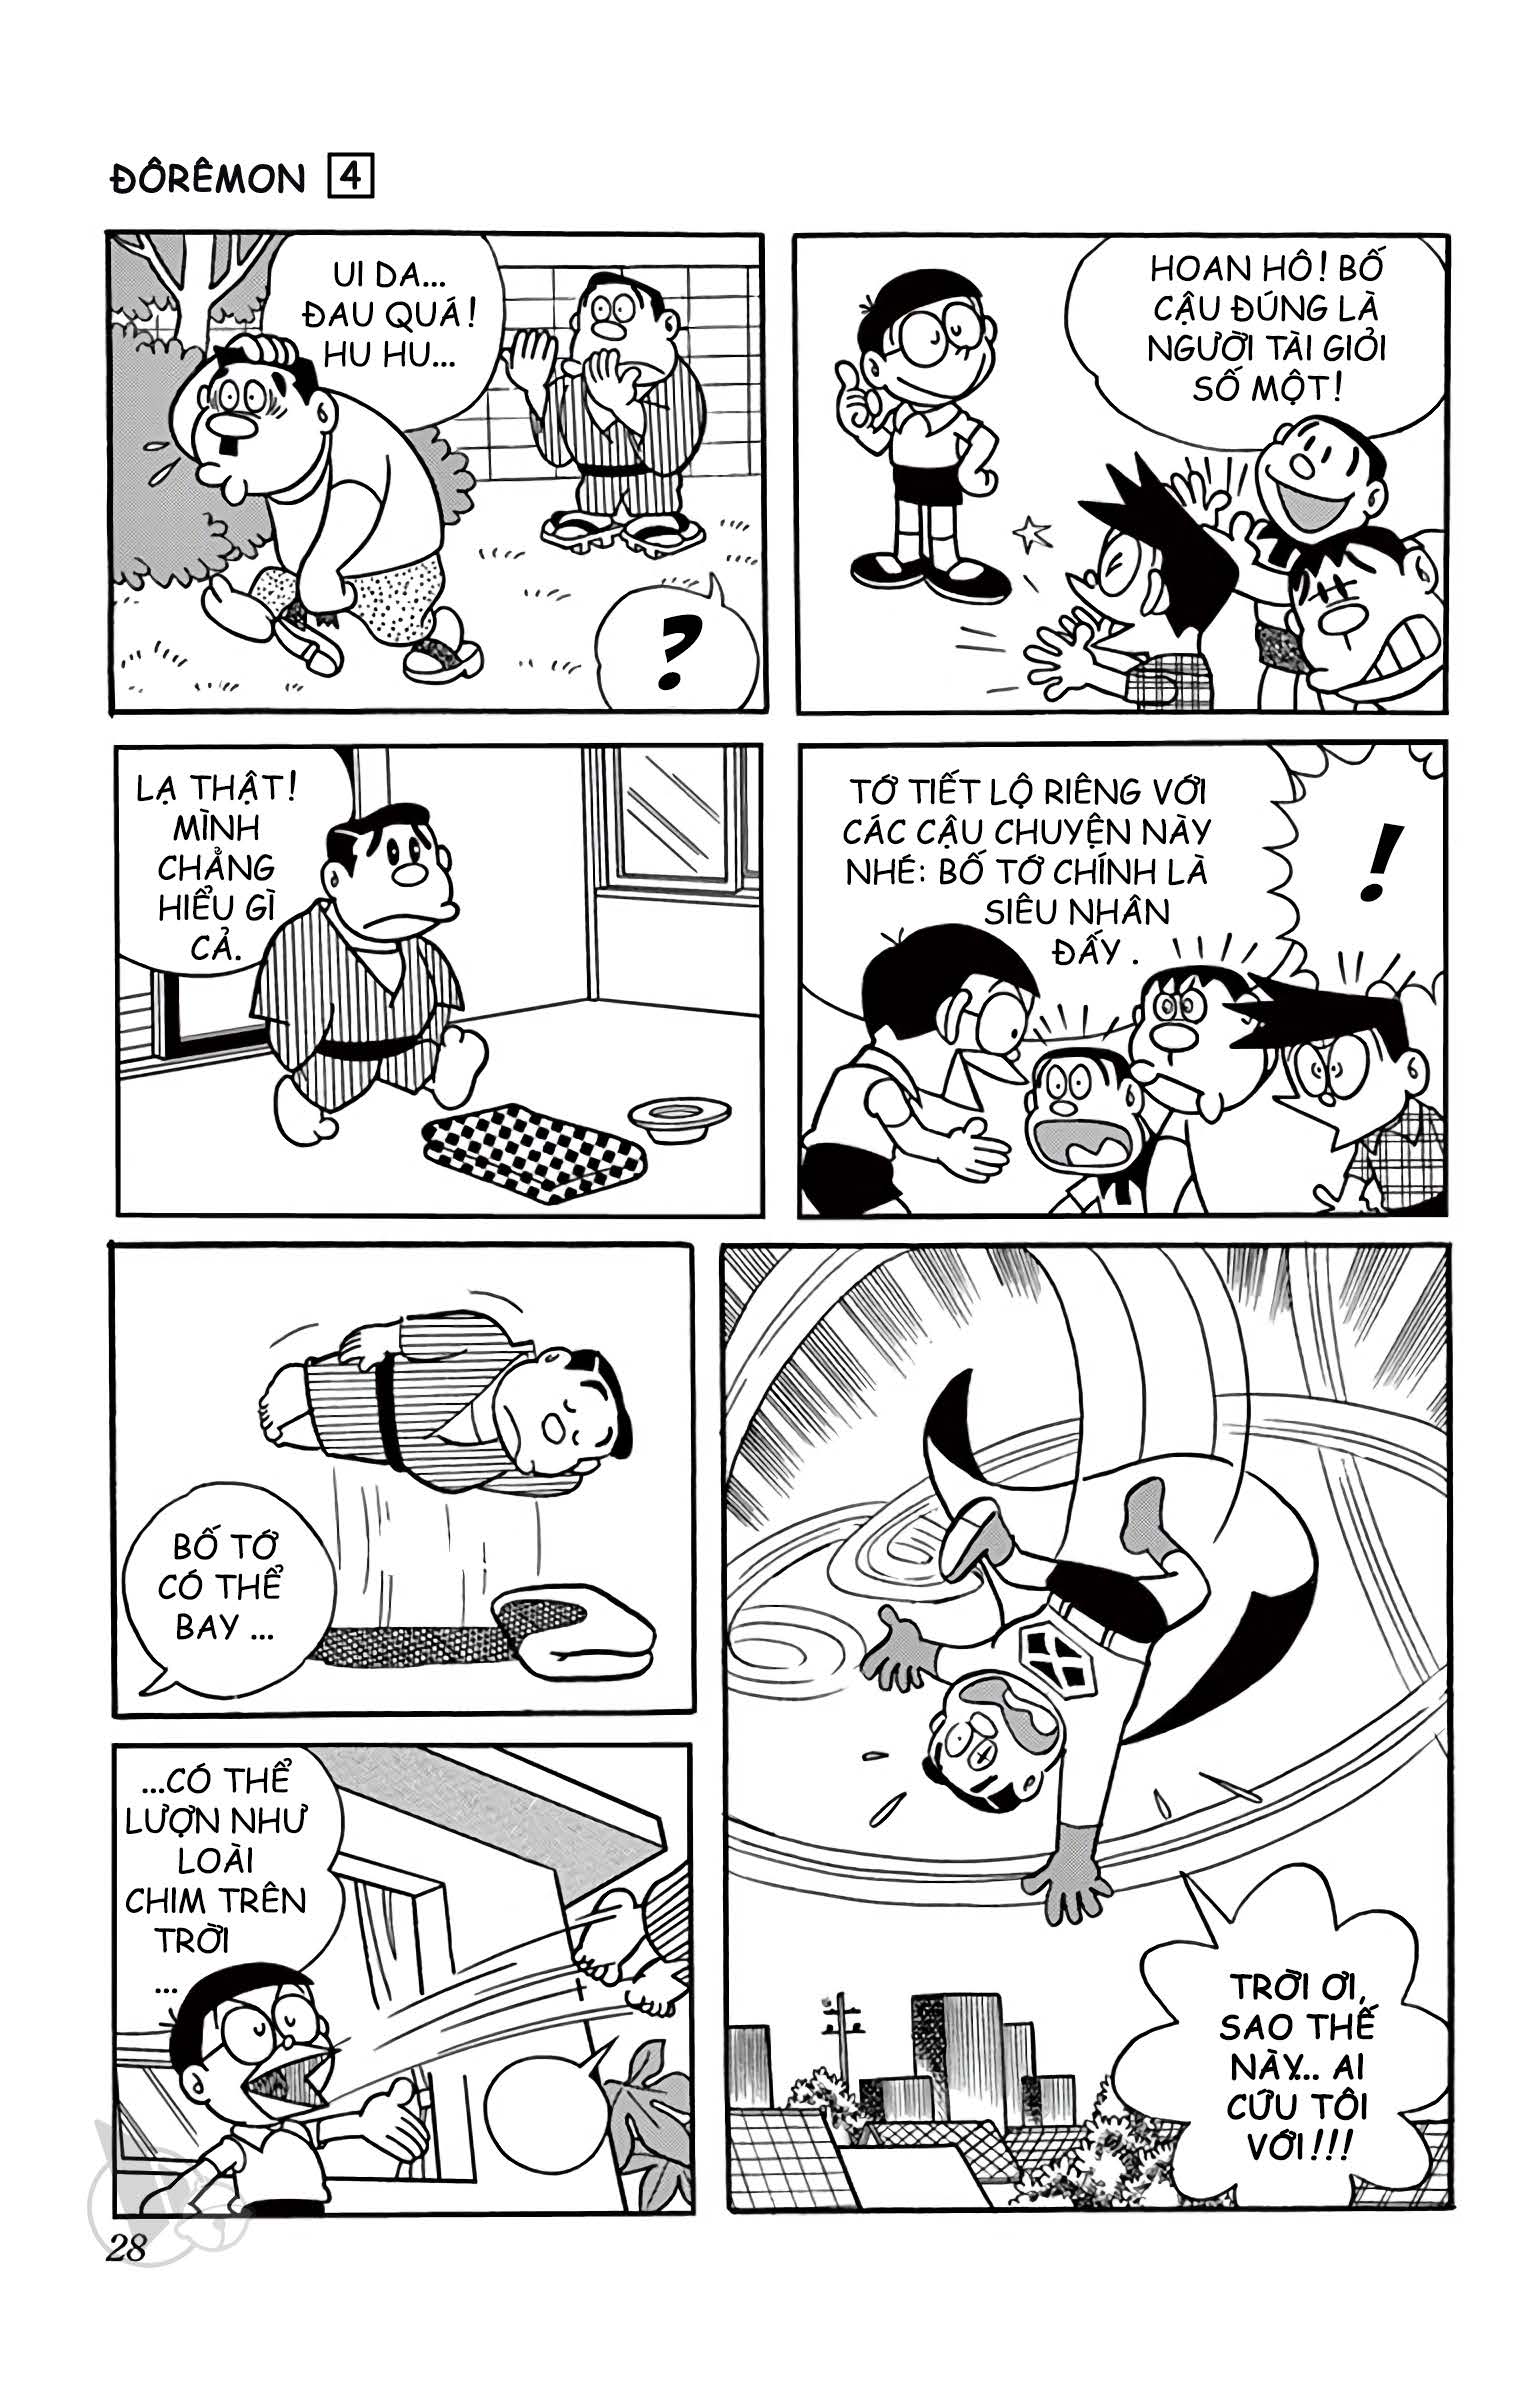 ĐÔRÊMON 4
UI DA...
ĐAU QUÁ!
HU HU...
?
HOAN HÔ! BỐ
CẬU ĐÚNG LÀ
NGƯỜI TÀI GIỎI
SỐ MỘT!
LẠ THẬT!
MÌNH
CHẲNG
HIỂU GÌ
CẢ.
TỚ TIẾT LỘ RIÊNG VỚI
CÁC CẬU CHUYỆN NÀY
NHÉ: BỐ TỚ CHÍNH LÀ
SIÊU NHÂN
ĐẤY.
!
BỐ TỚ
CÓ THỂ
BAY ...
...CÓ THỂ
LƯỢN NHƯ
LOÀI
CHIM TRÊN
TRỜI
...
TRỜI ƠI,
SAO THẾ
NÀY... AI
CỨU TÔI
VỚI!!!
28